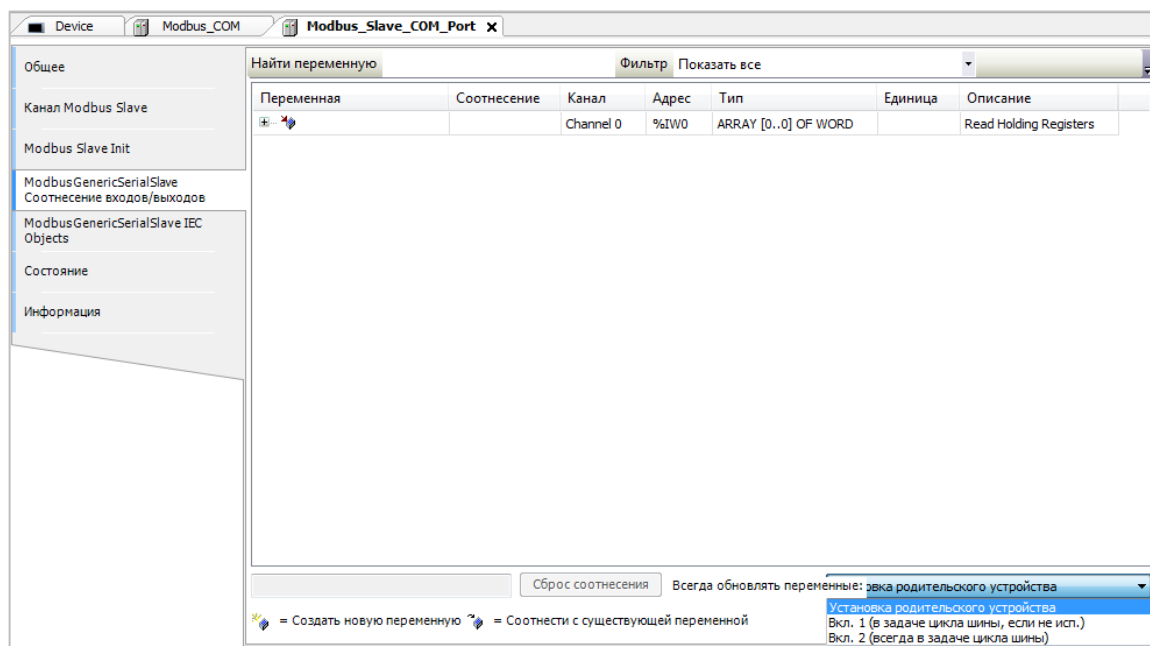 Device Modbus_COM Modbus_Slave_COM_Port X
Общее
Канал Modbus Slave
Modbus Slave Init
ModbusGenericSerialSlave
Соотнесение входов/выходов
ModbusGenericSerialSlave IEC
Objects
Состояние
Информация
Найти переменную Фильтр Показать все
Переменная Соотнесение Канал Адрес Тип Единица Описание
Channel 0 %IW0 ARRAY [0..0] OF WORD Read Holding Registers
Сброс соотнесения Всегда обновлять переменные: овка родительского устройства
Установка родительского устройства
Вкл. 1 (в задаче цикла шины, если не исп.)
Вкл. 2 (всегда в задаче цикла шины)
= Создать новую переменную = Соотнести с существующей переменной